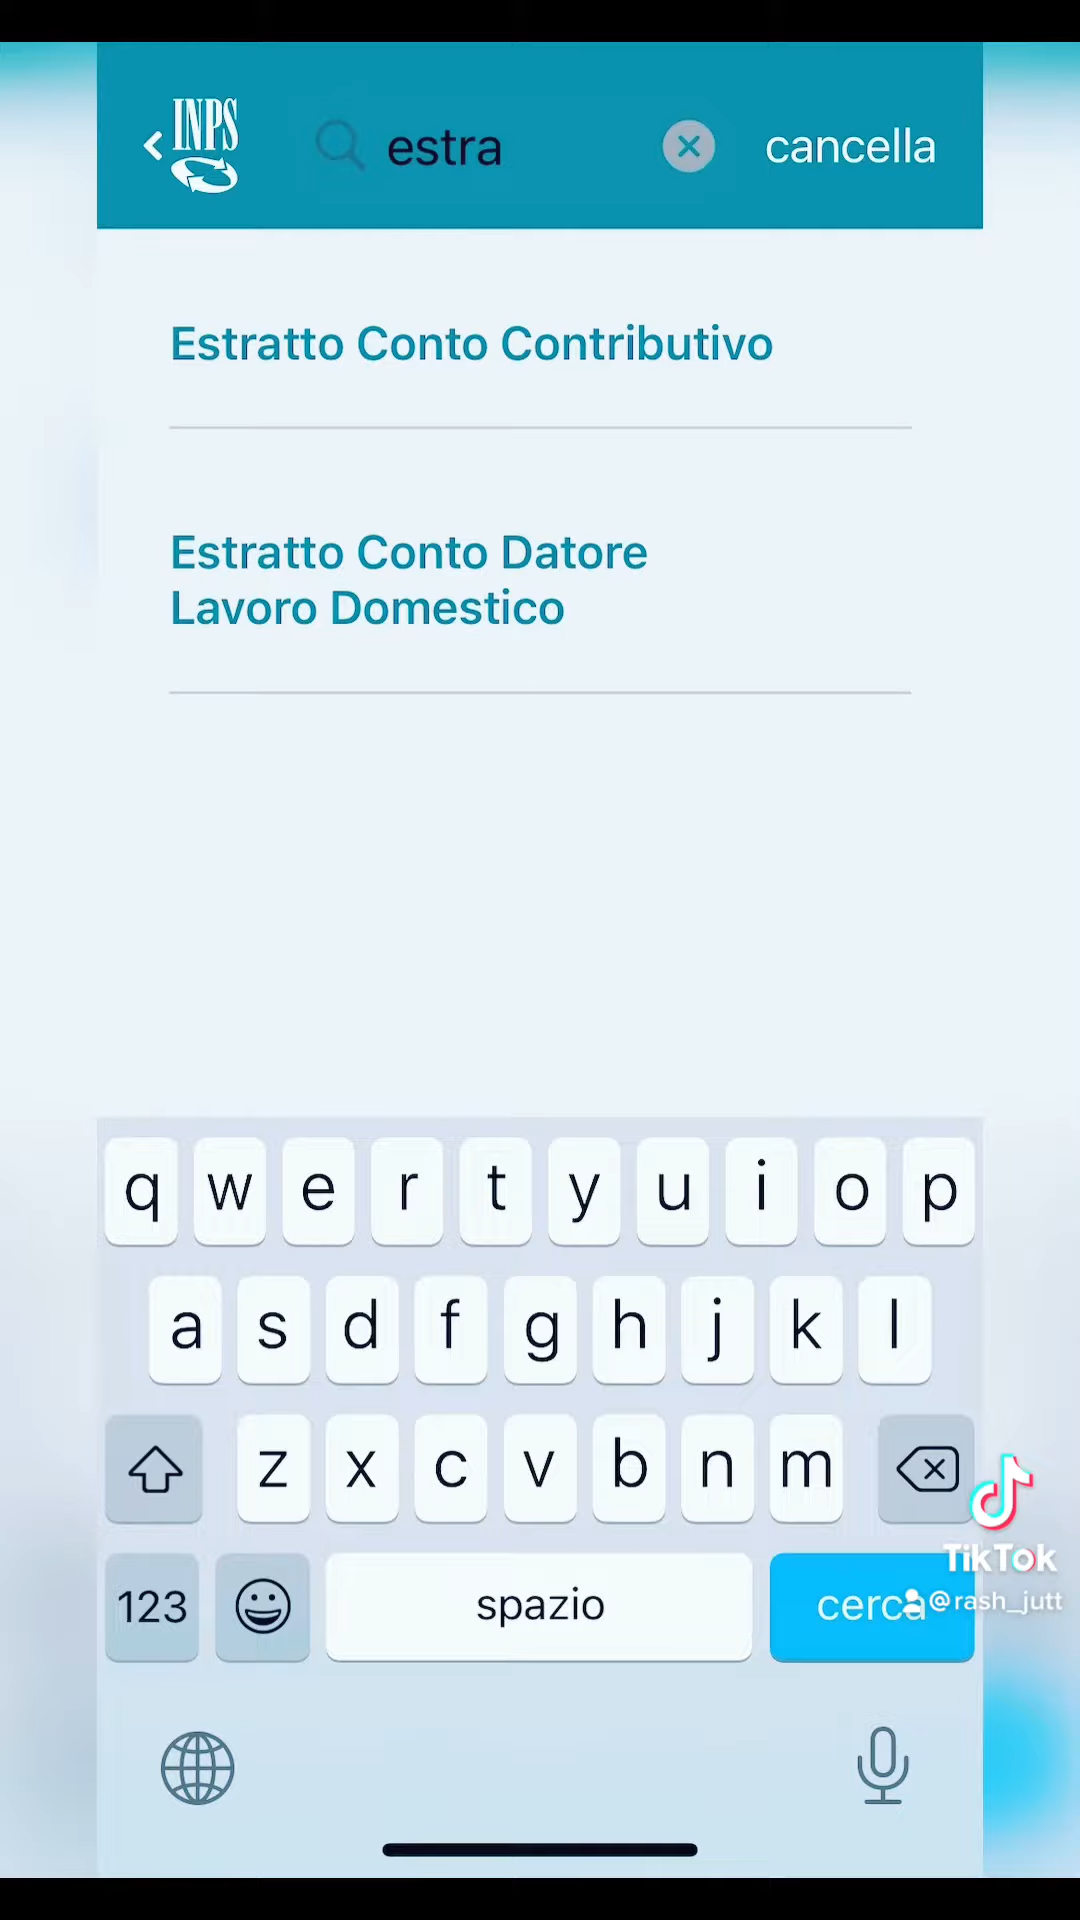 INPS
estra
cancella
Estratto Conto Contributivo
Estratto Conto Datore
Lavoro Domestico
q w e r t y u i o p
a s d f g h j k l
z x c v b n m
123
spazio
cerca
TikTok
@rash_jutt